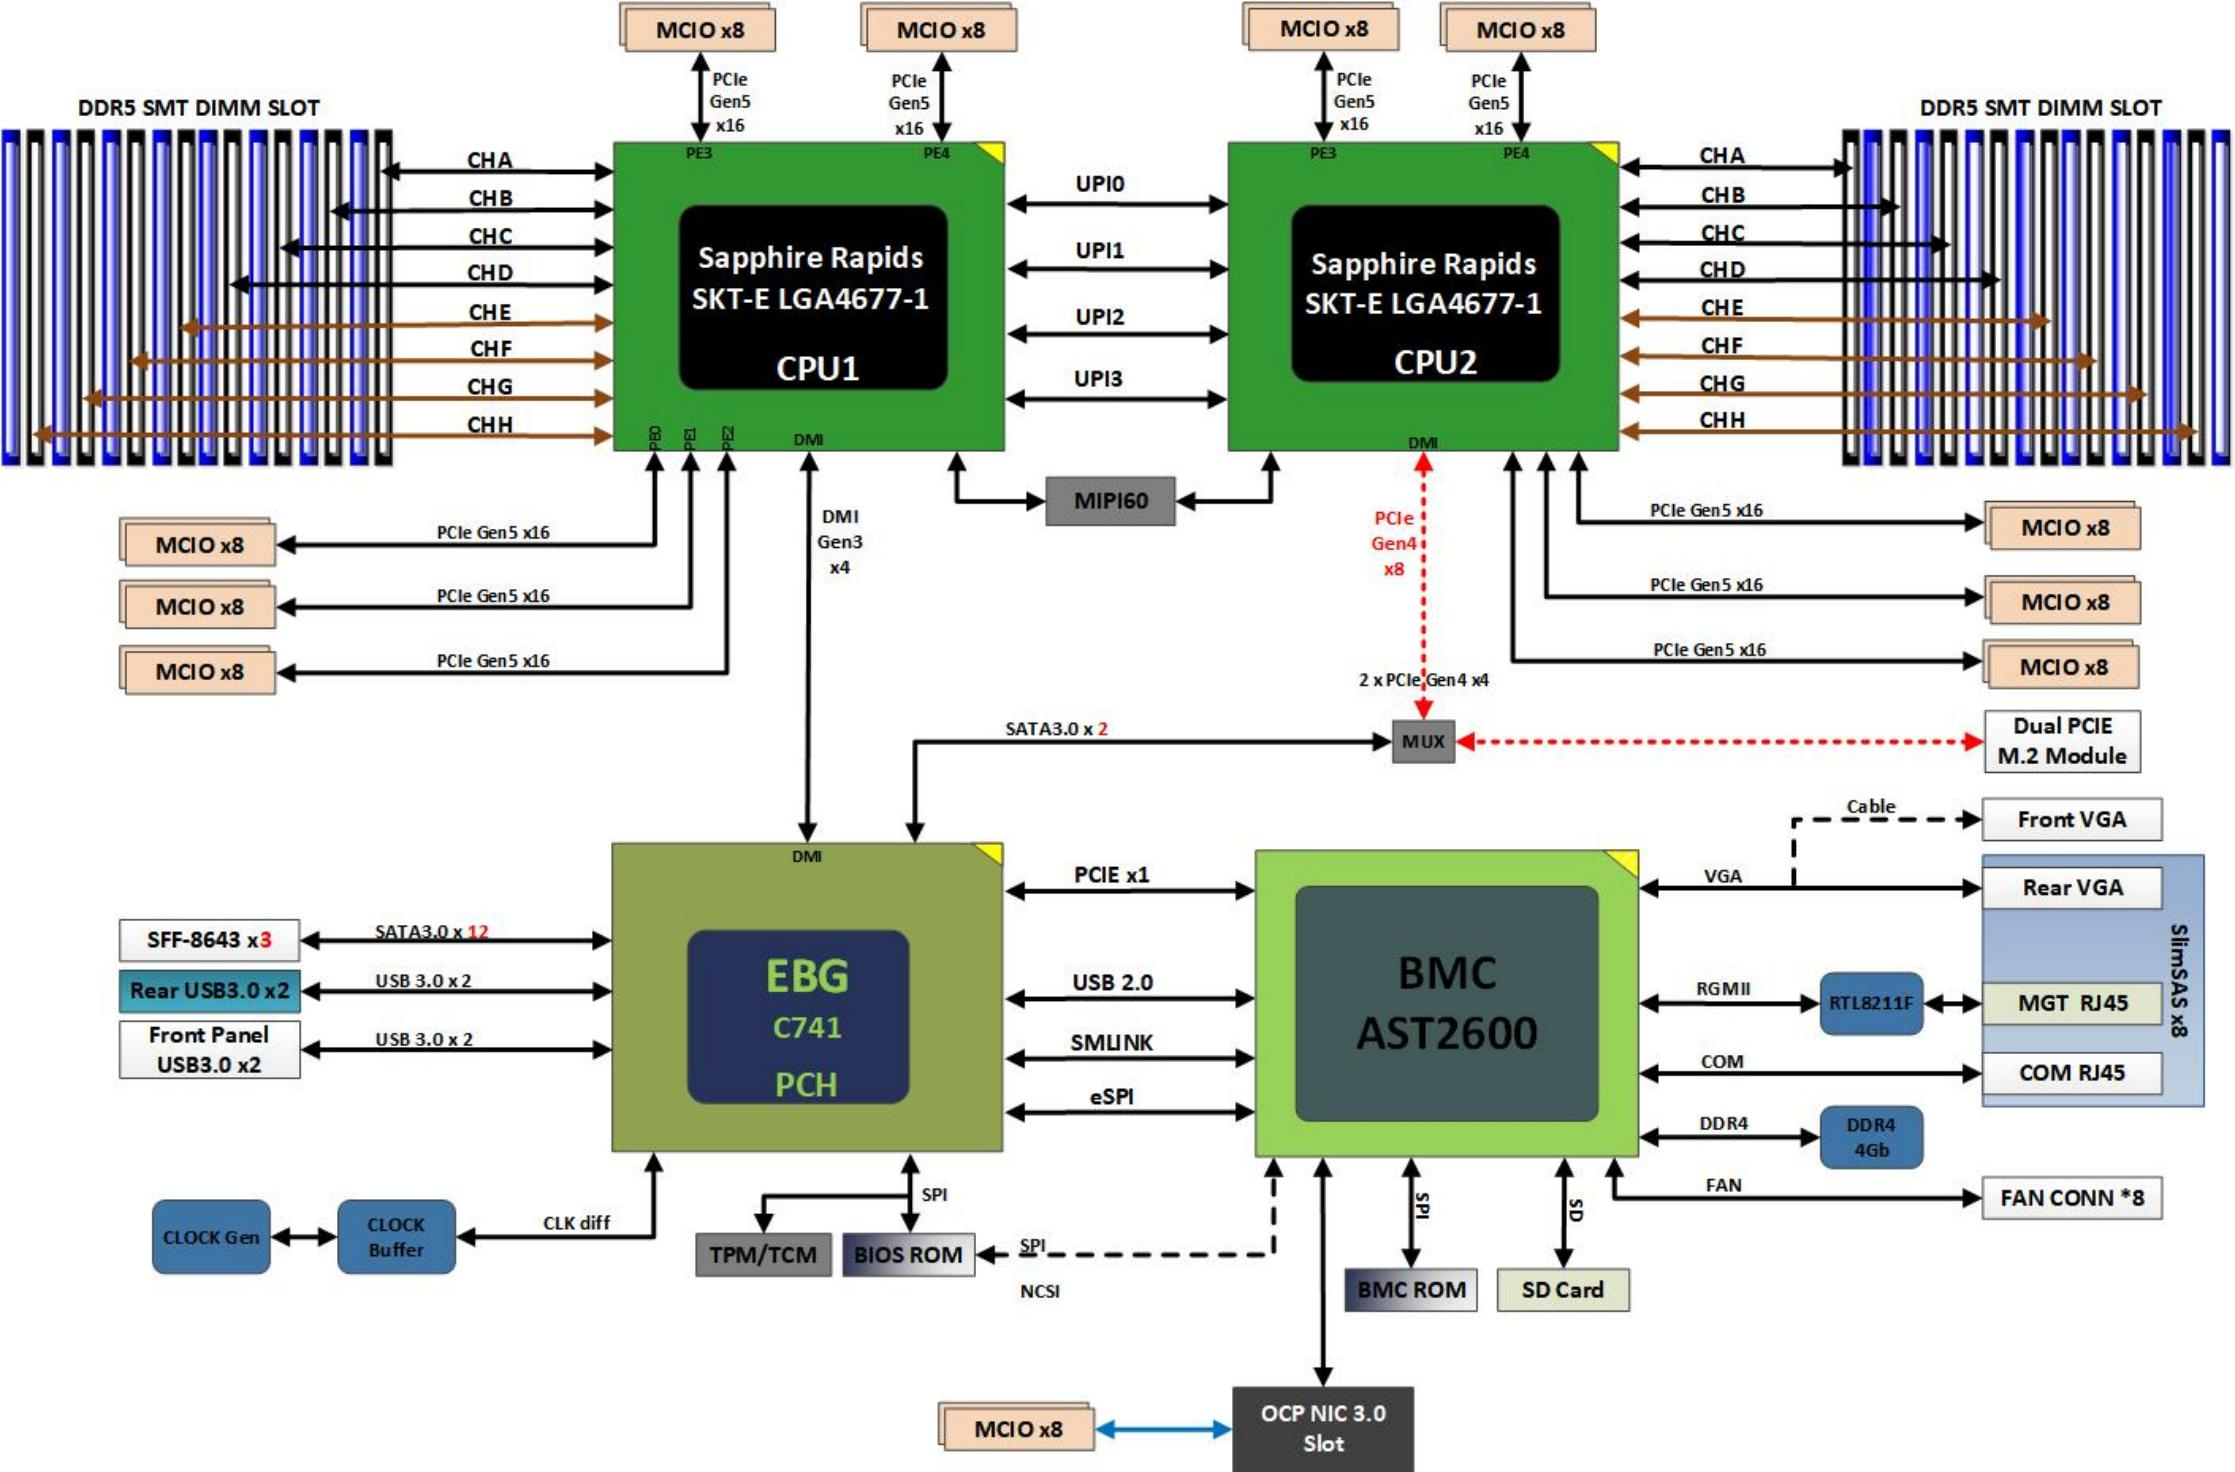 MCIO x8
MCIO x8
MCIO x8
MCIO x8
PCIe
Gen5
x16
PCIe
Gen5
x16
PCIe
Gen5
x16
PCIe
Gen5
x16
DDR5 SMT DIMM SLOT
DDR5 SMT DIMM SLOT
PE3
PE4
PE3
PE4
CHA
CHB
CHC
CHD
CHE
CHF
CHG
CHH
Sapphire Rapids
SKT-E LGA4677-1
CPU1
UPI0
UPI1
UPI2
UPI3
Sapphire Rapids
SKT-E LGA4677-1
CPU2
CHA
CHB
CHC
CHD
CHE
CHF
CHG
CHH
PE0
PE1
PE2
DMI
DMI
MIPI60
MCIO x8
PCIe Gen5 x16
MCIO x8
PCIe Gen5 x16
MCIO x8
PCIe Gen5 x16
DMI
Gen3
x4
PCIe
Gen4
x8
PCIe Gen5 x16
MCIO x8
PCIe Gen5 x16
MCIO x8
PCIe Gen5 x16
MCIO x8
2 x PCIe Gen4 x4
SATA3.0 x 2
MUX
Dual PCIE
M.2 Module
Cable
Front VGA
DMI
PCIE x1
VGA
Rear VGA
SFF-8643 x3
SATA3.0 x 12
Rear USB3.0 x2
USB 3.0 x 2
Front Panel
USB3.0 x2
USB 3.0 x 2
EBG
C741
PCH
USB 2.0
SMLINK
eSPI
BMC
AST2600
RGMII
RTL8211F
MGT RJ45
SlimSAS x8
COM
COM RJ45
DDR4
DDR4
4Gb
FAN
FAN CONN *8
CLOCK Gen
CLOCK
Buffer
CLK diff
SPI
TPM/TCM
BIOS ROM
SPI
NCSI
SPI
BMC ROM
SD
SD Card
MCIO x8
OCP NIC 3.0
Slot